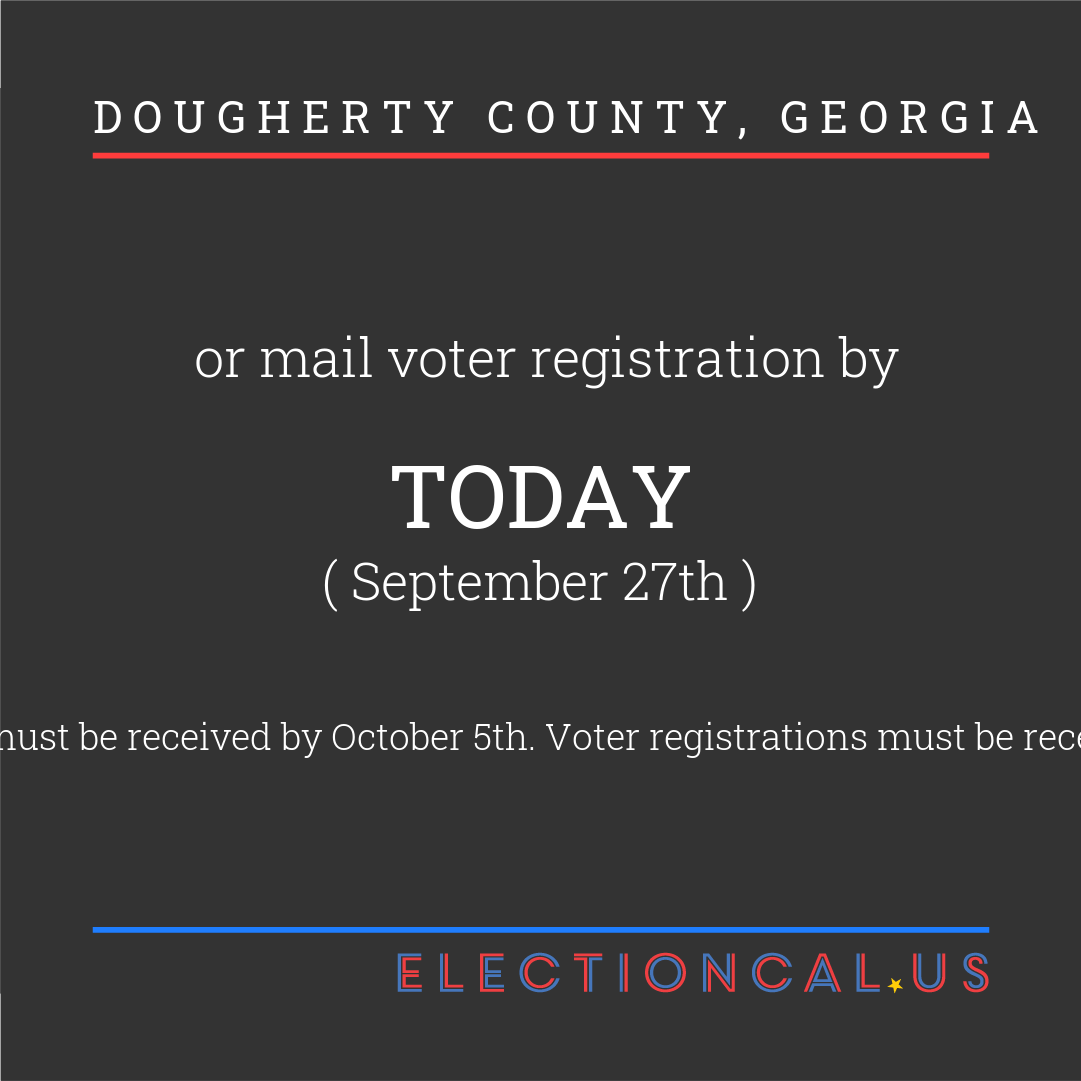 DOUGHERTY COUNTY, GEORGIA
or mail voter registration by
TODAY
( September 27th )
must be received by October 5th. Voter registrations must be
ELECTIONCAL.US